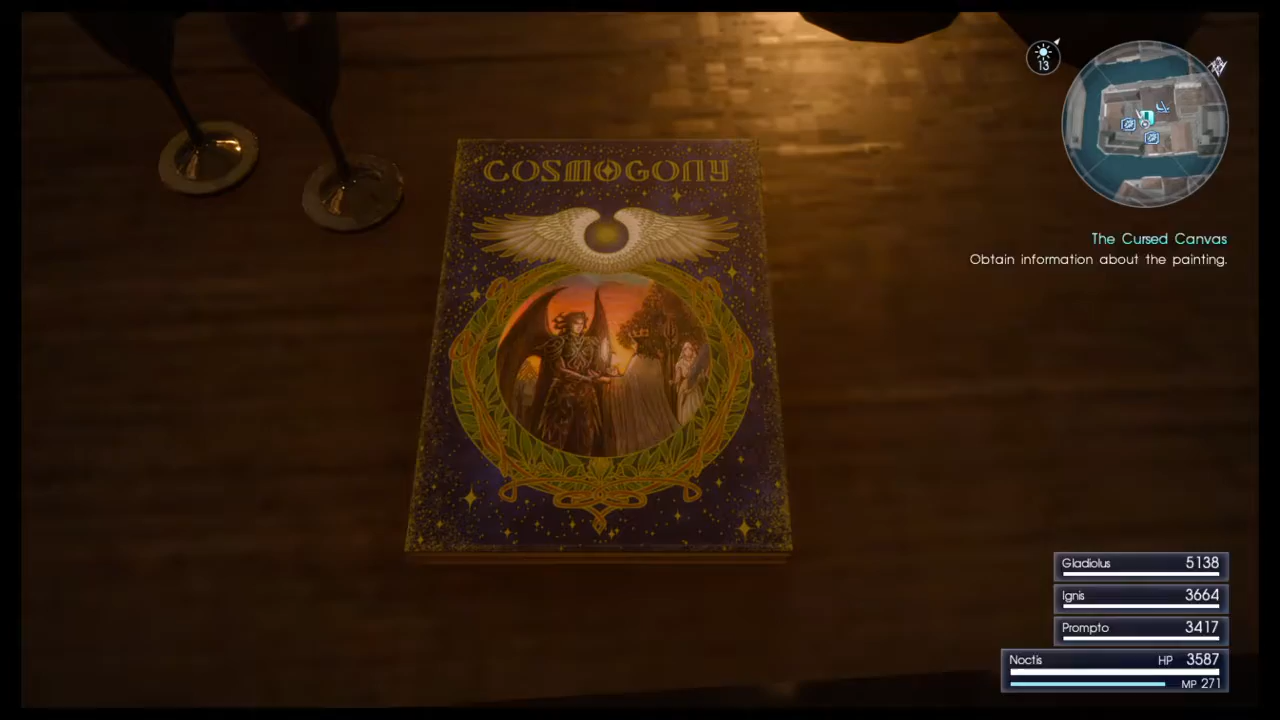 COSMOGONY
13
The Cursed Canvas
Obtain information about the painting.
Gladiolus 5138
Ignis 3664
Prompto 3417
Noctis HP 3587
MP 271